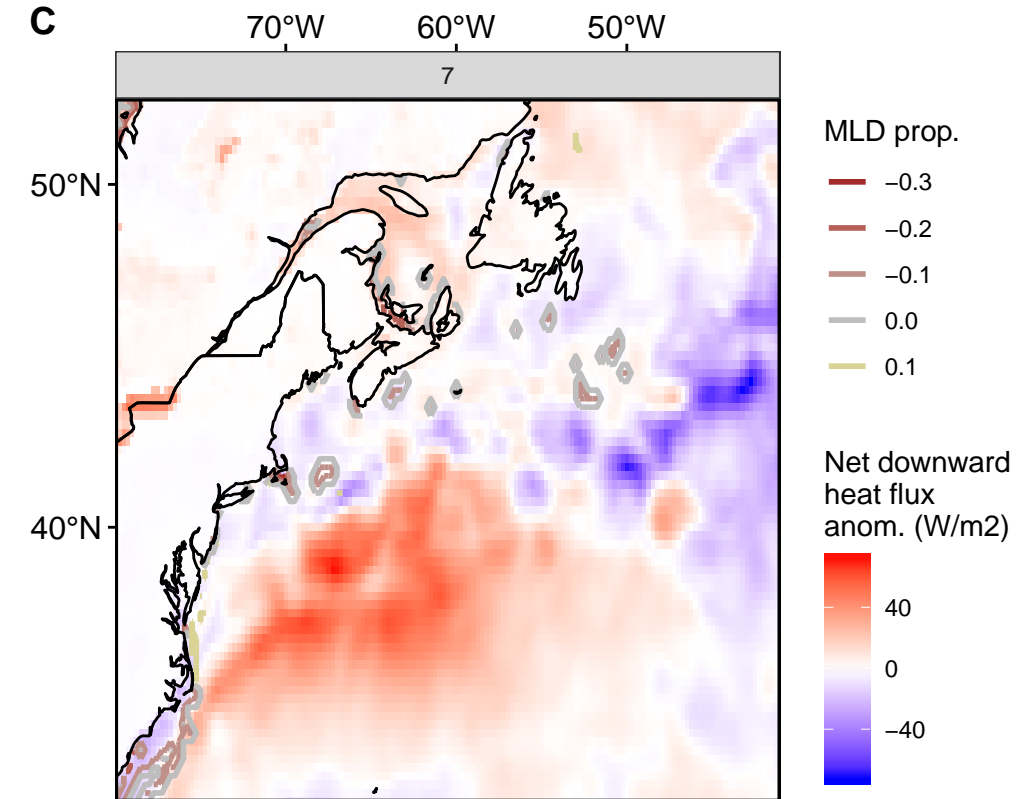 C
70°W 60°W 50°W
7
50°N
40°N
MLD prop.
−0.3
−0.2
−0.1
0.0
0.1
Net downward
heat flux
anom. (W/m2)
40
0
−40